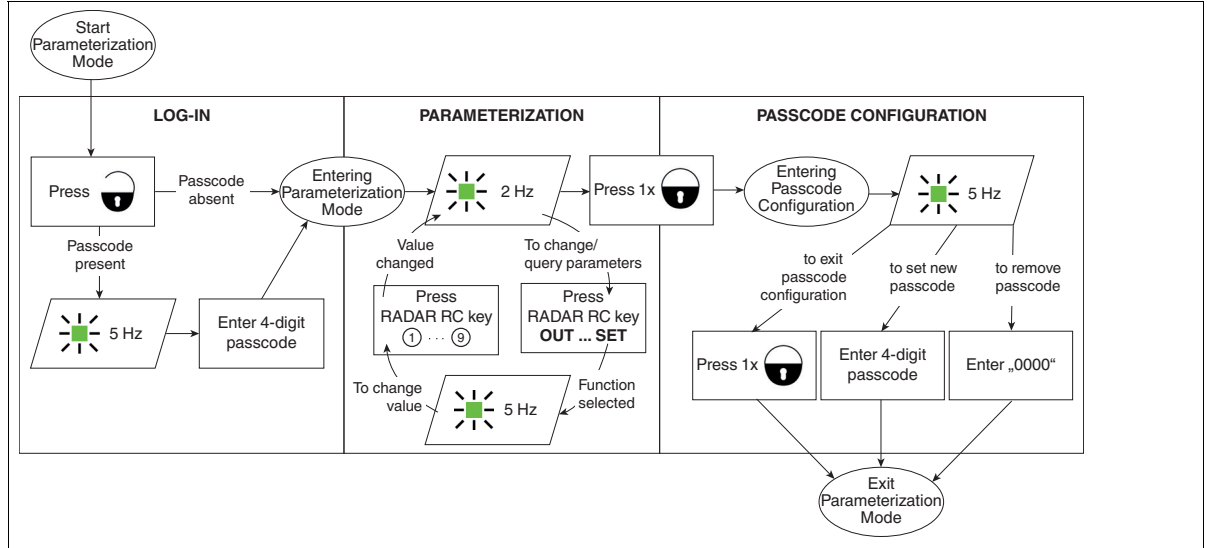 Start
Parameterization
Mode
LOG-IN
PARAMETERIZATION
PASSCODE CONFIGURATION
Press
Passcode
absent
Entering
Parameterization
Mode
2 Hz
Press 1x
Entering
Passcode
Configuration
5 Hz
Passcode
present
5 Hz
Enter 4-digit
passcode
Value
changed
To change/
query parameters
Press
RADAR RC key
1 ... 9
Press
RADAR RC key
OUT ... SET
To change
value
5 Hz
Function
selected
to exit
passcode
configuration
to set new
passcode
to remove
passcode
Press 1x
Enter 4-digit
passcode
Enter „0000“
Exit
Parameterization
Mode